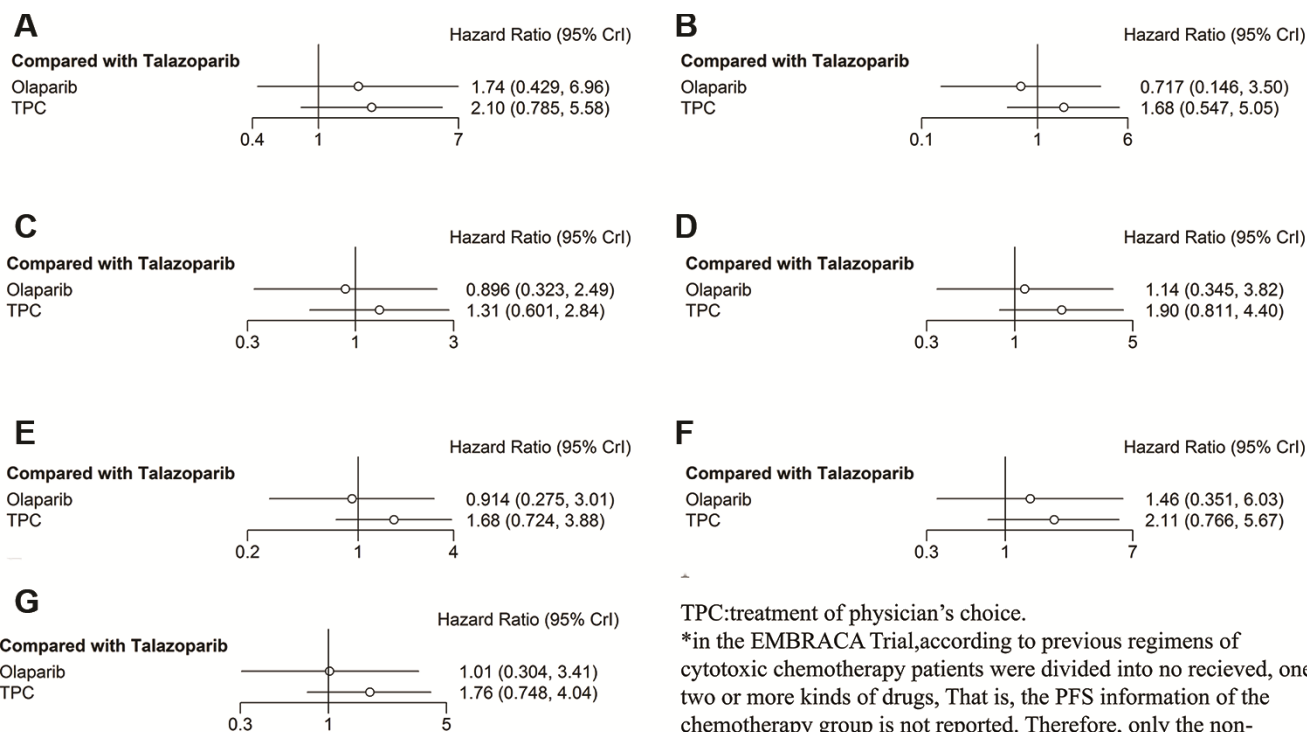 A
Hazard Ratio (95% CrI)
Compared with Talazoparib
Olaparib 1.74 (0.429, 6.96)
TPC 2.10 (0.785, 5.58)
0.4 1 7
B
Hazard Ratio (95% CrI)
Compared with Talazoparib
Olaparib 0.717 (0.146, 3.50)
TPC 1.68 (0.547, 5.05)
0.1 1 6
C
Hazard Ratio (95% CrI)
Compared with Talazoparib
Olaparib 0.896 (0.323, 2.49)
TPC 1.31 (0.601, 2.84)
0.3 1 3
D
Hazard Ratio (95% CrI)
Compared with Talazoparib
Olaparib 1.14 (0.345, 3.82)
TPC 1.90 (0.811, 4.40)
0.3 1 5
E
Hazard Ratio (95% CrI)
Compared with Talazoparib
Olaparib 0.914 (0.275, 3.01)
TPC 1.68 (0.724, 3.88)
0.2 1 4
F
Hazard Ratio (95% CrI)
Compared with Talazoparib
Olaparib 1.46 (0.351, 6.03)
TPC 2.11 (0.766, 5.67)
0.3 1 7
G
Hazard Ratio (95% CrI)
Compared with Talazoparib
Olaparib 1.01 (0.304, 3.41)
TPC 1.76 (0.748, 4.04)
0.3 1 5
TPC:treatment of physician's choice.
*in the EMBRACA Trial,according to previous regimens of
cytotoxic chemotherapy patients were divided into no recieved, one
two or more kinds of drugs, That is, the PFS information of the
chemotherapy group is not reported. Therefore, only the non-